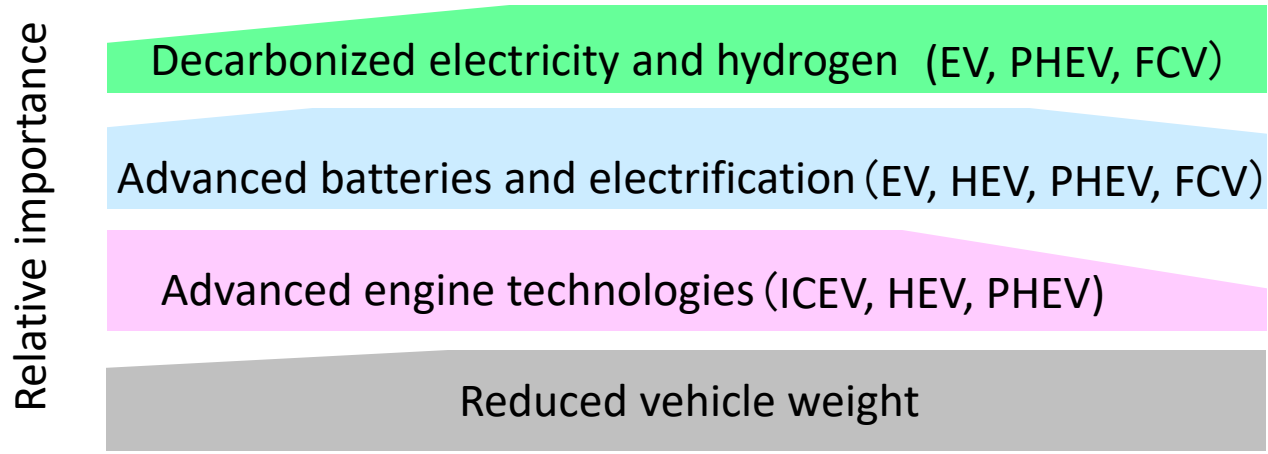 Relative importance
Decarbonized electricity and hydrogen (EV, PHEV, FCV）
Advanced batteries and electrification（EV, HEV, PHEV, FCV）
Advanced engine technologies（ICEV, HEV, PHEV)
Reduced vehicle weight